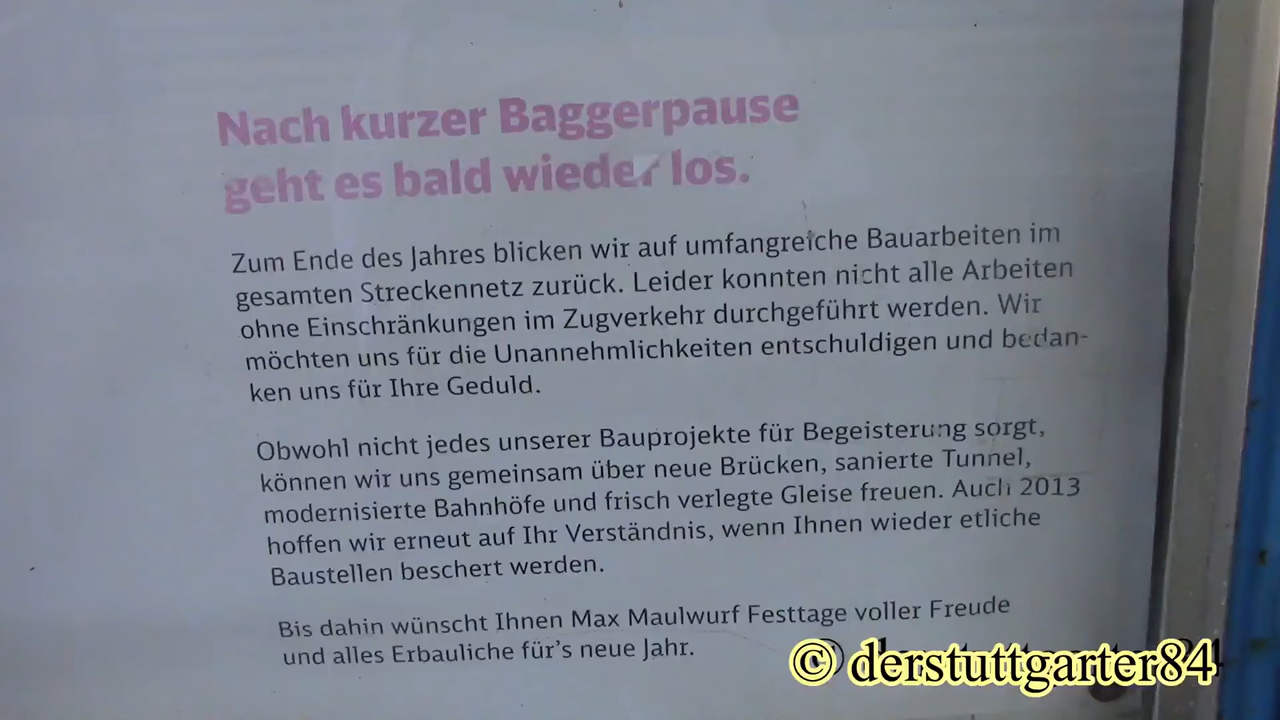 Nach kurzer Baggerpause
geht es bald wieder los.
Zum Ende des Jahres blicken wir auf umfangreiche Bauarbeiten im
gesamten Streckennetz zurück. Leider konnten nicht alle Arbeiten
ohne Einschränkungen im Zugverkehr durchgeführt werden. Wir
möchten uns für die Unannehmlichkeiten entschuldigen und bedan-
ken uns für Ihre Geduld.
Obwohl nicht jedes unserer Bauprojekte für Begeisterung sorgt,
können wir uns gemeinsam über neue Brücken, sanierte Tunnel,
modernisierte Bahnhöfe und frisch verlegte Gleise freuen. Auch 2013
hoffen wir erneut auf Ihr Verständnis, wenn Ihnen wieder etliche
Baustellen beschert werden.
Bis dahin wünscht Ihnen Max Maulwurf Festtage voller Freude
und alles Erbauliche für's neue Jahr.
© derstuttgarter84